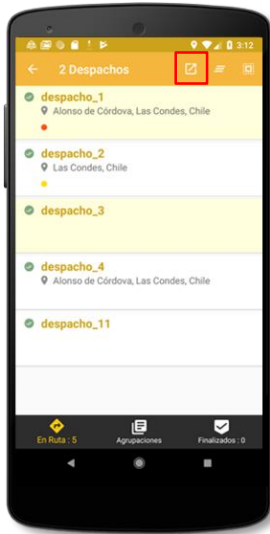 3:12
2 Despachos
despacho_1
Alonso de Córdova, Las Condes, Chile
despacho_2
Las Condes, Chile
despacho_3
despacho_4
Alonso de Córdova, Las Condes, Chile
despacho_11
En Ruta : 5
Agrupaciones
Finalizados : 0